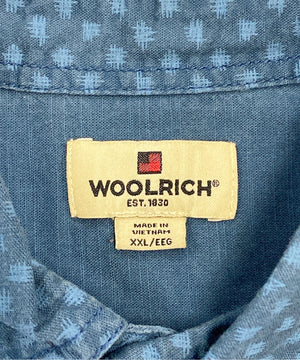 WOOLRICH®
EST. 1830
MADE IN
VIETNAM
XXL/EEG